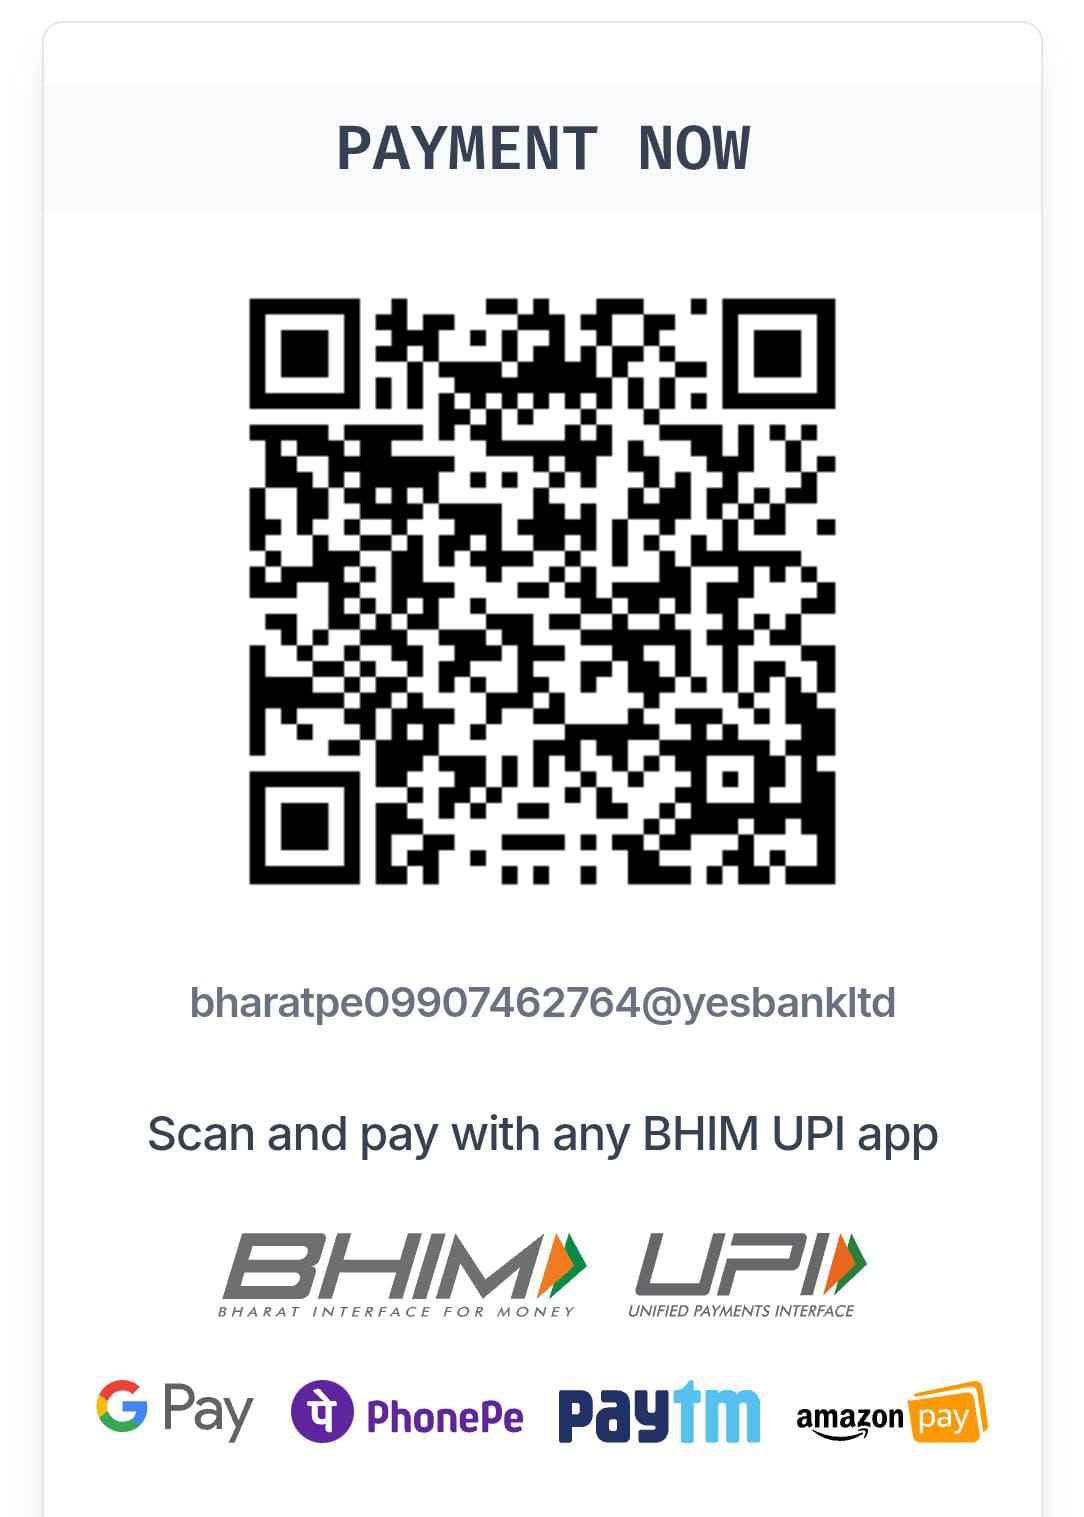 PAYMENT NOW
bharatpe09907462764@yesbankltd
Scan and pay with any BHIM UPI app
BHIM UPI
BHARAT INTERFACE FOR MONEY UNIFIED PAYMENTS INTERFACE
G Pay पे PhonePe paytm amazon pay